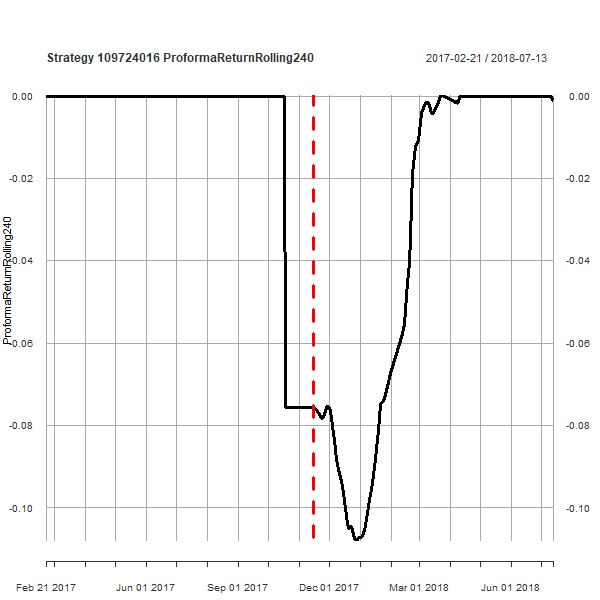 Strategy 109724016 ProformaReturnRolling240 2017-02-21 / 2018-07-13
0.00 0.00
-0.02 -0.02
-0.04 -0.04
ProformaReturnRolling240
-0.06 -0.06
-0.08 -0.08
-0.10 -0.10
Feb 21 2017 Jun 01 2017 Sep 01 2017 Dec 01 2017 Mar 01 2018 Jun 01 2018